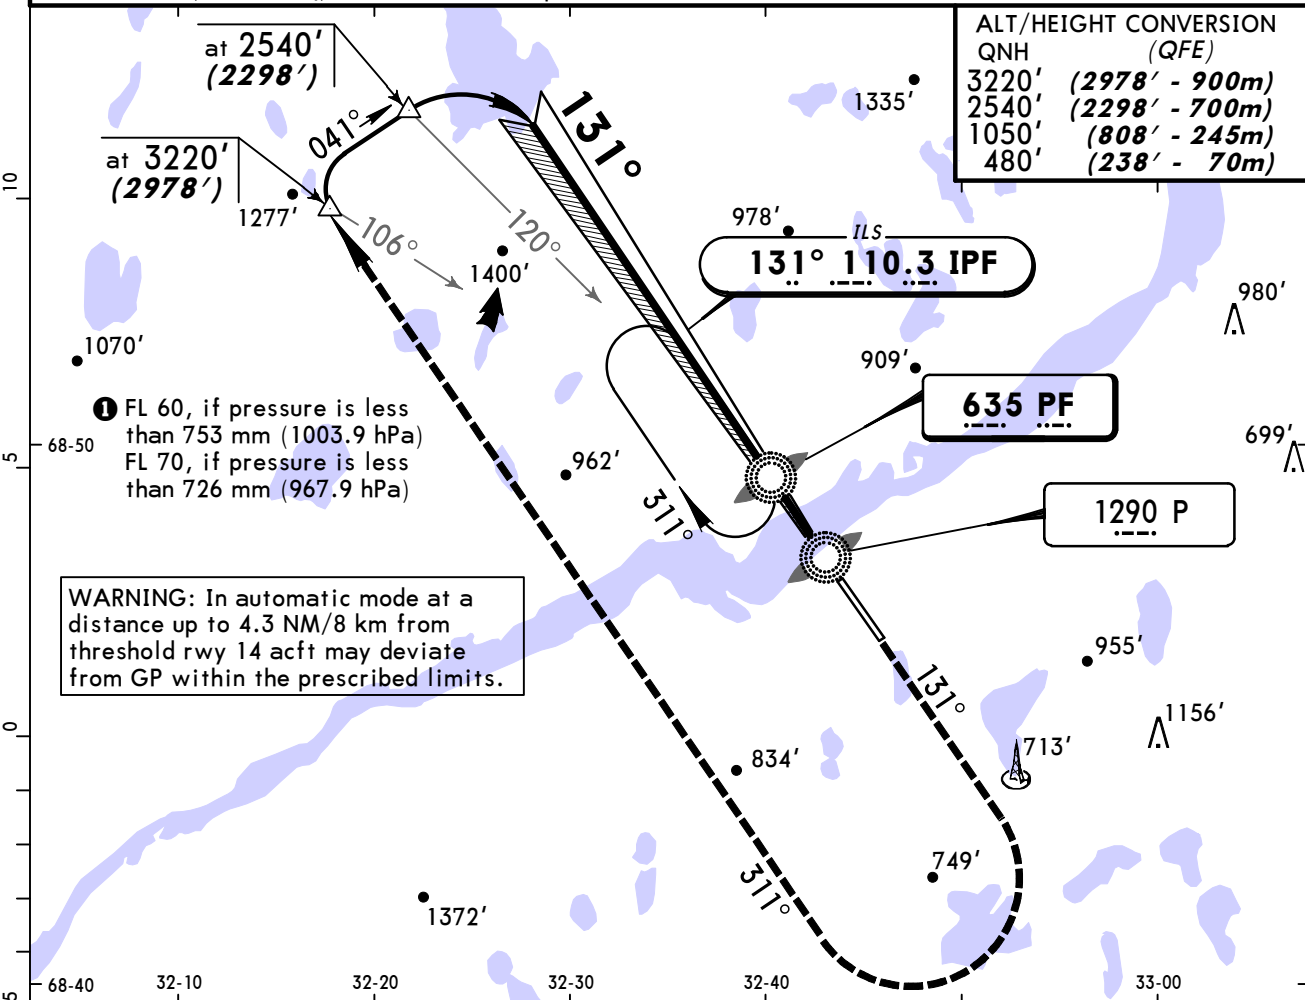 ALT/HEIGHT CONVERSION
QNH (QFE)
3220' (2978' - 900m)
2540' (2298' - 700m)
1050' (808' - 245m)
480' (238' - 70m)
at 2540'
(2298')
at 3220'
(2978')
041°
131°
1335'
1277'
106°
120°
1400'
978'
ILS
131° 110.3 IPF
980'
1070'
909'
635 PF
699'
❶ FL 60, if pressure is less
than 753 mm (1003.9 hPa)
FL 70, if pressure is less
than 726 mm (967.9 hPa)
10
5
0
5
68-50
962'
311°
1290 P
WARNING: In automatic mode at a
distance up to 4.3 NM/8 km from
threshold rwy 14 acft may deviate
from GP within the prescribed limits.
955'
131°
1156'
713'
834'
749'
311°
1372'
68-40
32-10
32-20
32-30
32-40
33-00